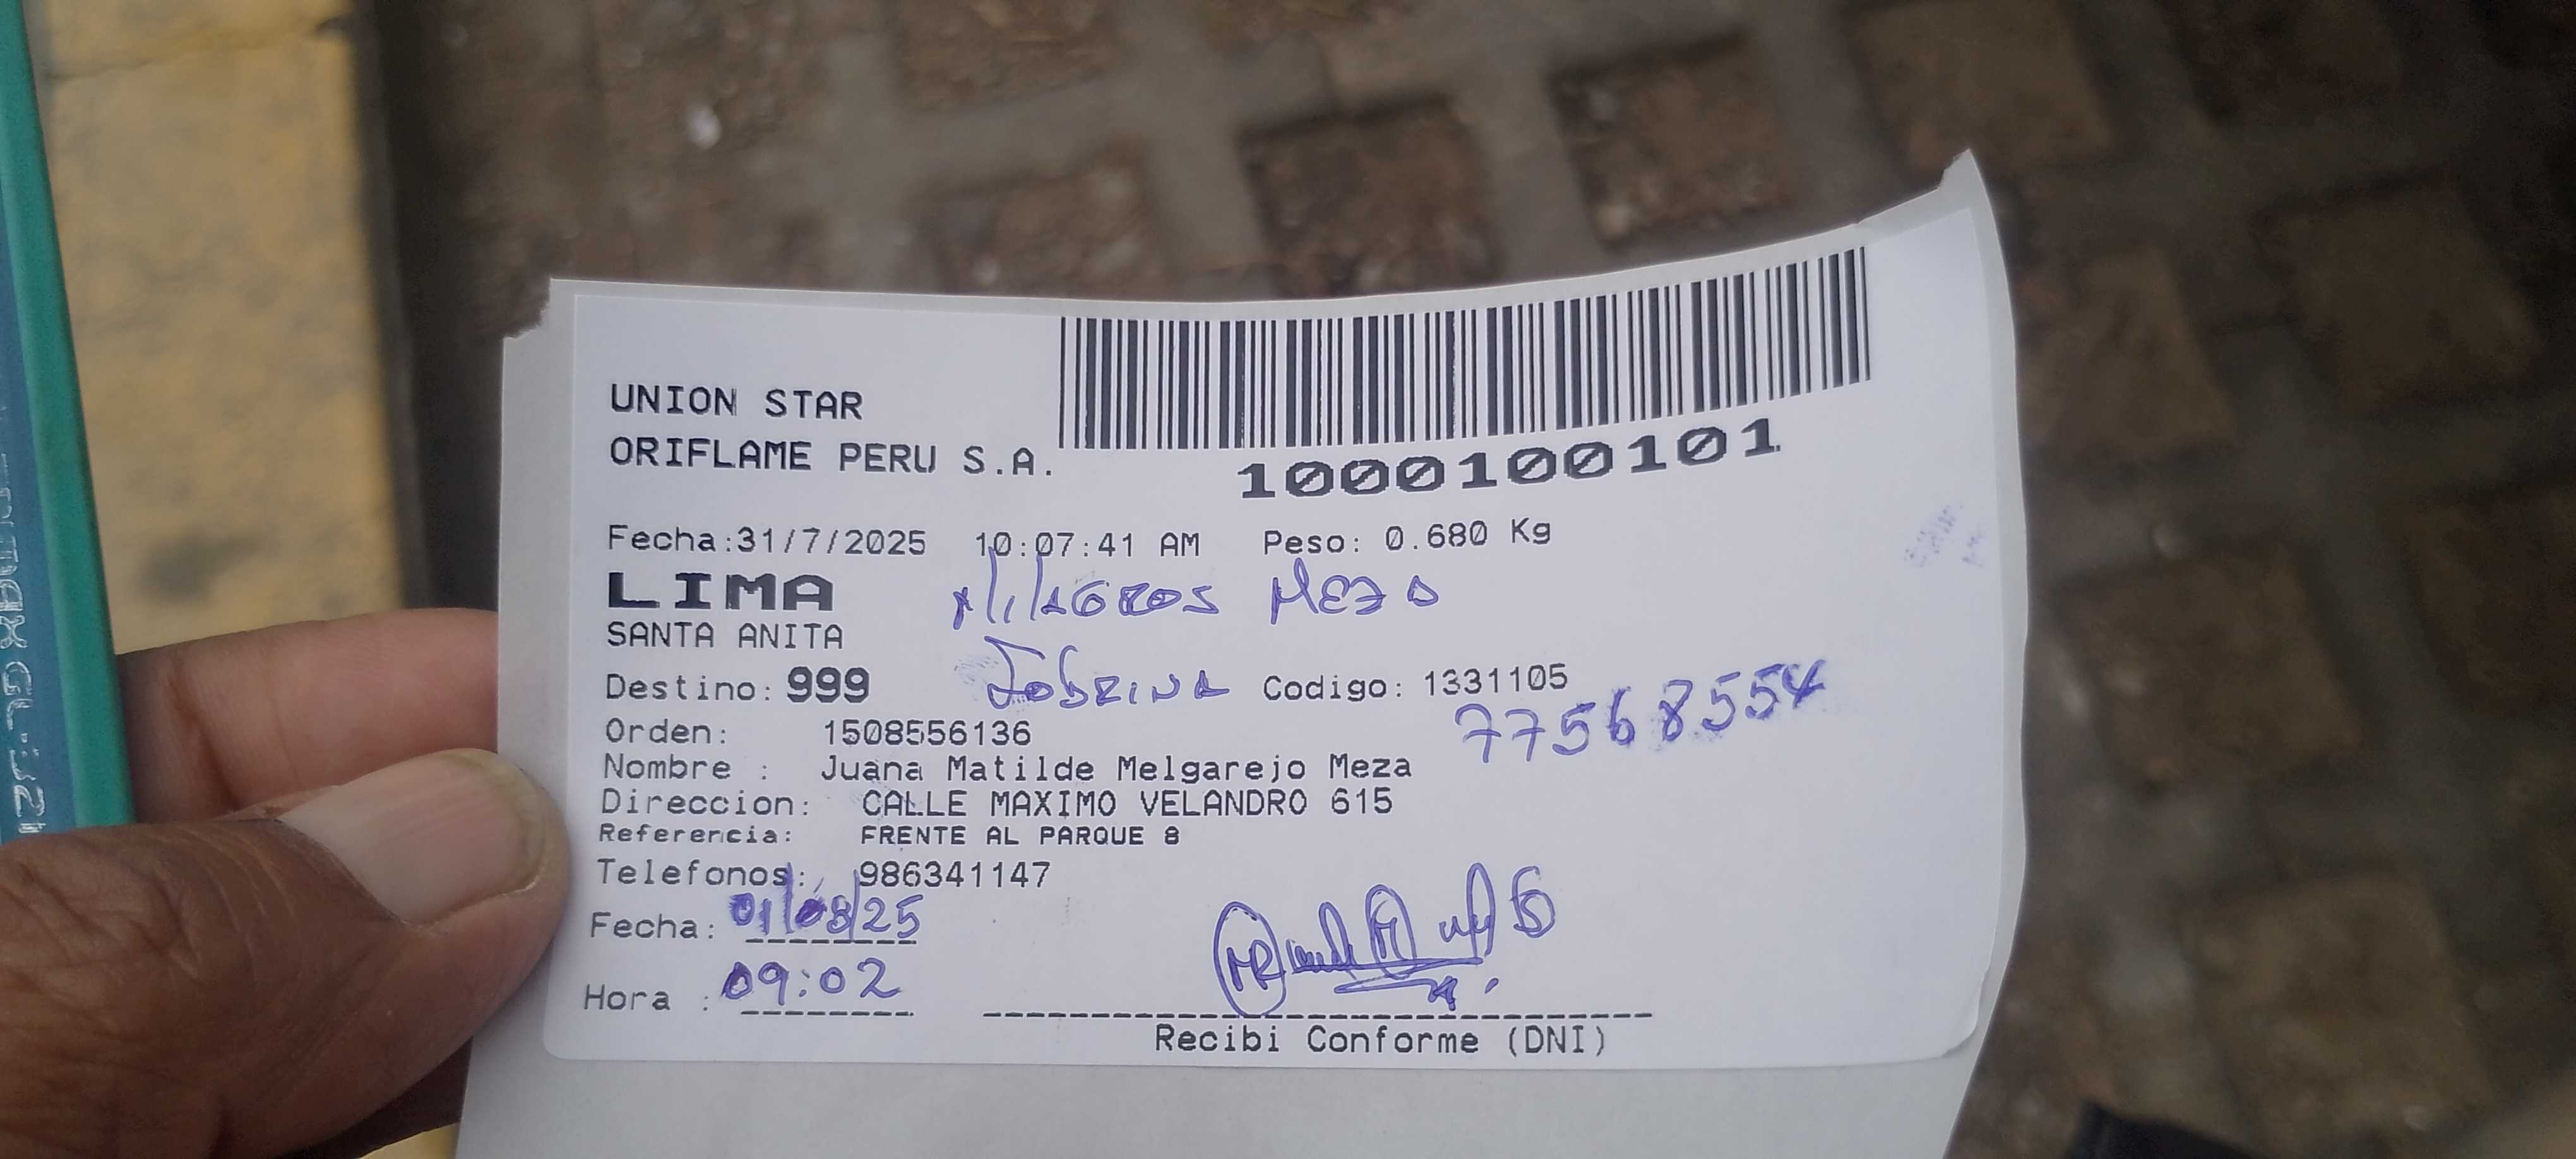 UNION STAR
ORIFLAME PERU S.A.
1000100101
Fecha:31/7/2025 10:07:41 AM Peso: 0.680 Kg
LIMA MILAGROS MEZA
SANTA ANITA
Destino: 999 SOBRINA Codigo: 1331105
77568554
Orden: 1508556136
Nombre : Juana Matilde Melgarejo Meza
Direccion: CALLE MAXIMO VELANDRO 615
Referencia: FRENTE AL PARQUE 8
Telefonos: 986341147
Fecha: 01/08/25
Hora : 09:02
Recibi Conforme (DNI)